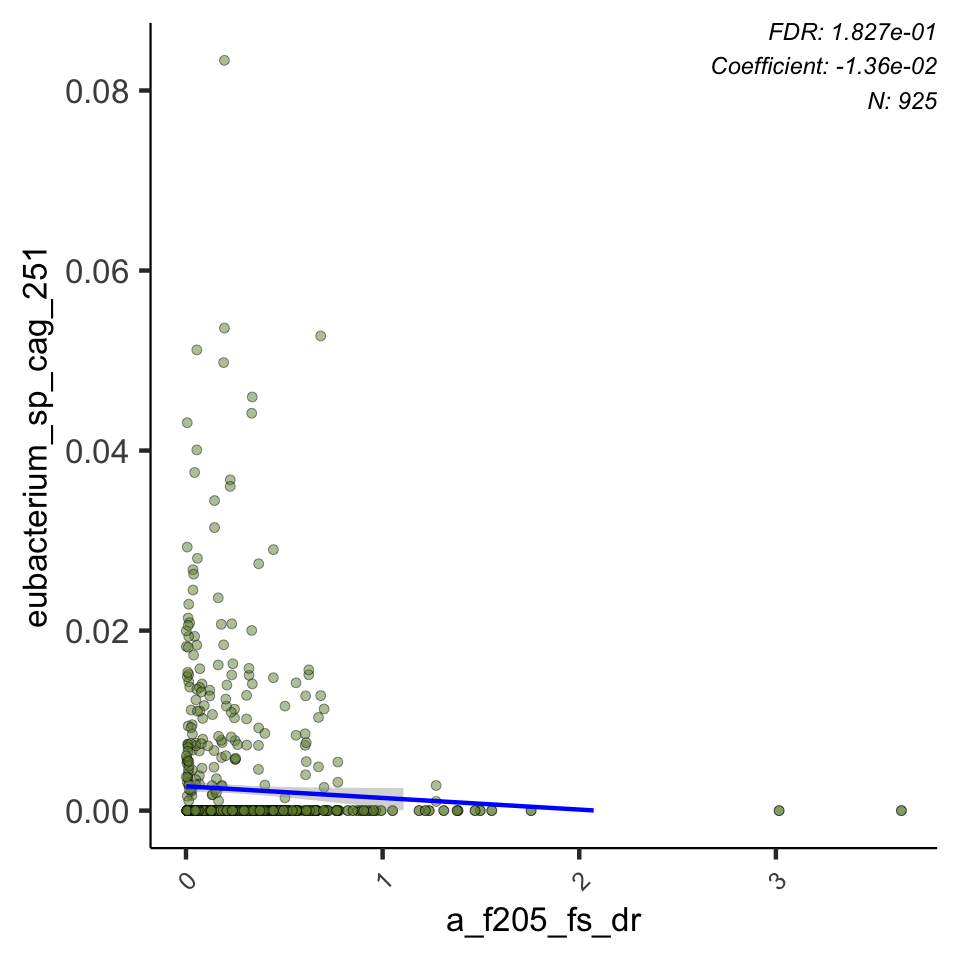 FDR: 1.827e-01
Coefficient: -1.36e-02
N: 925
0.08
0.06
0.04
0.02
0.00
eubacterium_sp_cag_251
0
1
2
3
a_f205_fs_dr